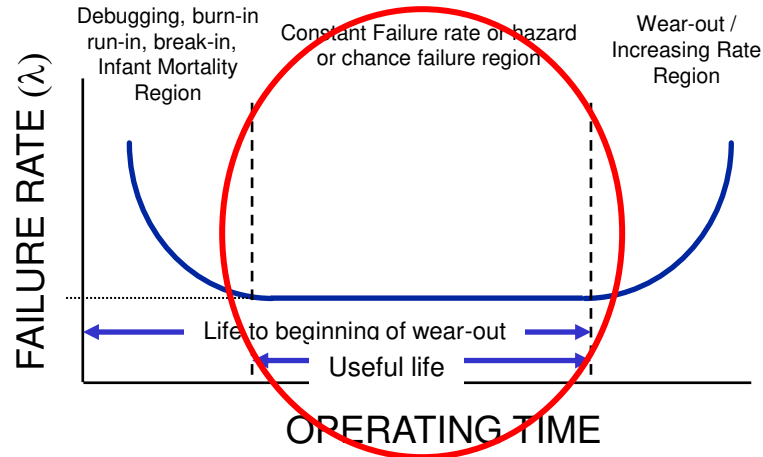 Debugging, burn-in
run-in, break-in,
Infant Mortality
Region
Constant Failure rate or hazard
or chance failure region
Wear-out /
Increasing Rate
Region
FAILURE RATE (λ)
Life to beginning of wear-out
Useful life
OPERATING TIME